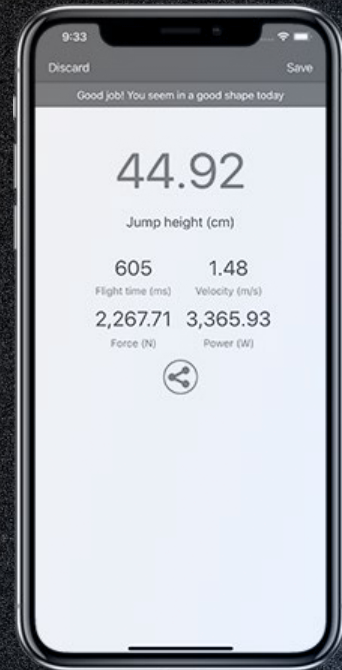 9:33
Discard Save
Good job! You seem in a good shape today
44.92
Jump height (cm)
605 1.48
Flight time (ms) Velocity (m/s)
2,267.71 3,365.93
Force (N) Power (W)